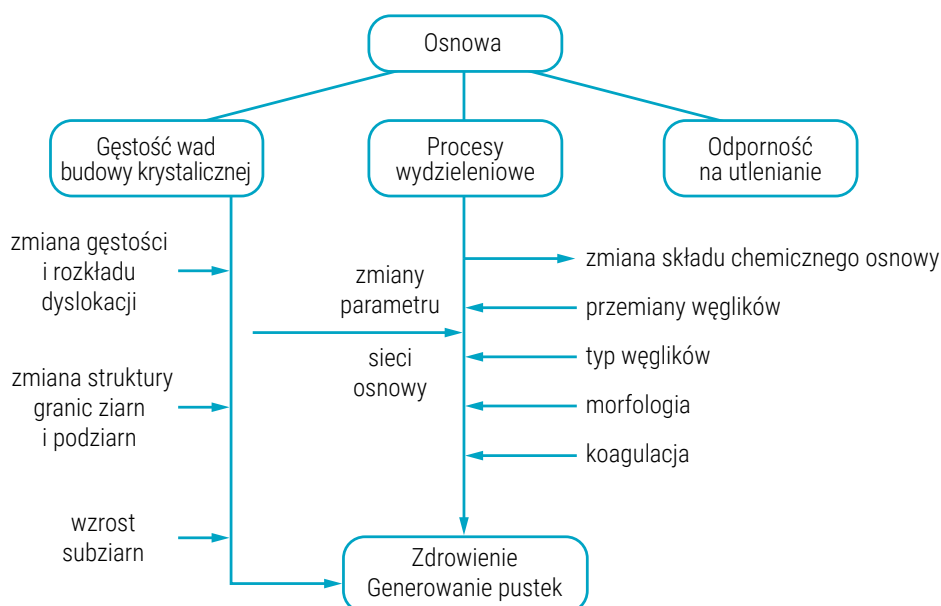 Osnowa
Gęstość wad
budowy krystalicznej
Procesy
wydzieleniowe
Odporność
na utlenianie
zmiana gęstości
i rozkładu
dyslokacji
zmiana struktury
granic ziarn
i podziarn
wzrost
subziarn
zmiany
parametru
sieci
osnowy
zmiana składu chemicznego osnowy
przemiany węglików
typ węglików
morfologia
koagulacja
Zdrowienie
Generowanie pustek